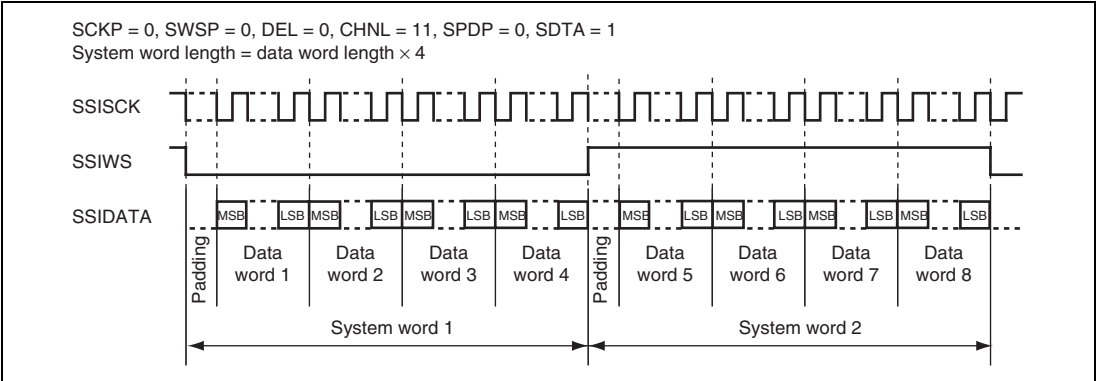 SCKP = 0, SWSP = 0, DEL = 0, CHNL = 11, SPDP = 0, SDTA = 1
System word length = data word length × 4
SSISCK
SSIWS
SSIDATA
MSB LSB MSB LSB MSB LSB MSB LSB MSB LSB MSB LSB MSB LSB MSB LSB
Padding
Data word 1
Data word 2
Data word 3
Data word 4
Padding
Data word 5
Data word 6
Data word 7
Data word 8
System word 1
System word 2